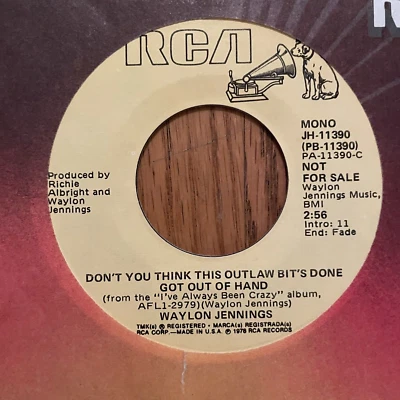 RCA
MONO
JH-11390
(PB-11390)
PA-11390-C
NOT
FOR SALE
Waylon
Jennings Music,
BMI
2:56
Intro: 11
End: Fade
Produced by
Richie
Albright and
Waylon
Jennings
DON'T YOU THINK THIS OUTLAW BIT'S DONE
GOT OUT OF HAND
(from the "I've Always Been Crazy" album,
AFL1-2979)(Waylon Jennings)
WAYLON JENNINGS
TMK(s) ® REGISTERED • MARCA(s) REGISTRADA(s)
RCA CORP.—MADE IN U.S.A. ℗ 1978 RCA RECORDS